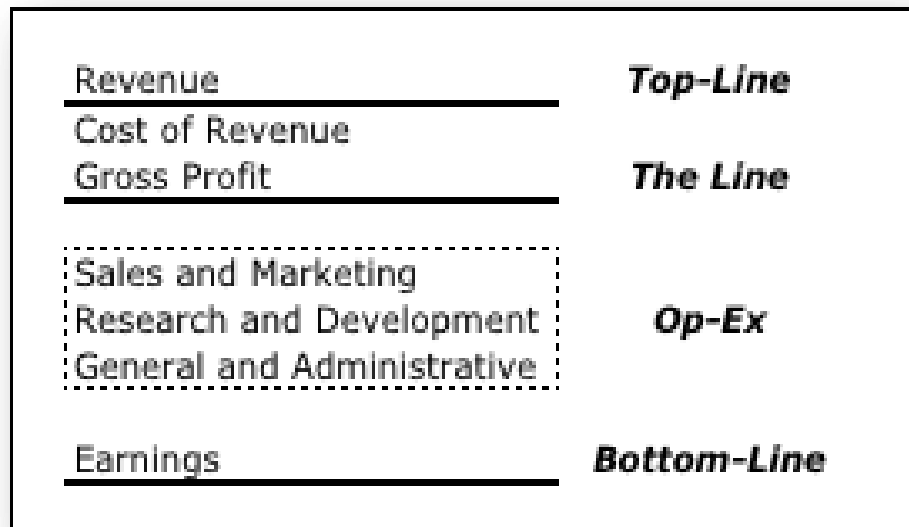 Revenue Top-Line
Cost of Revenue
Gross Profit The Line
Sales and Marketing
Research and Development Op-Ex
General and Administrative
Earnings Bottom-Line